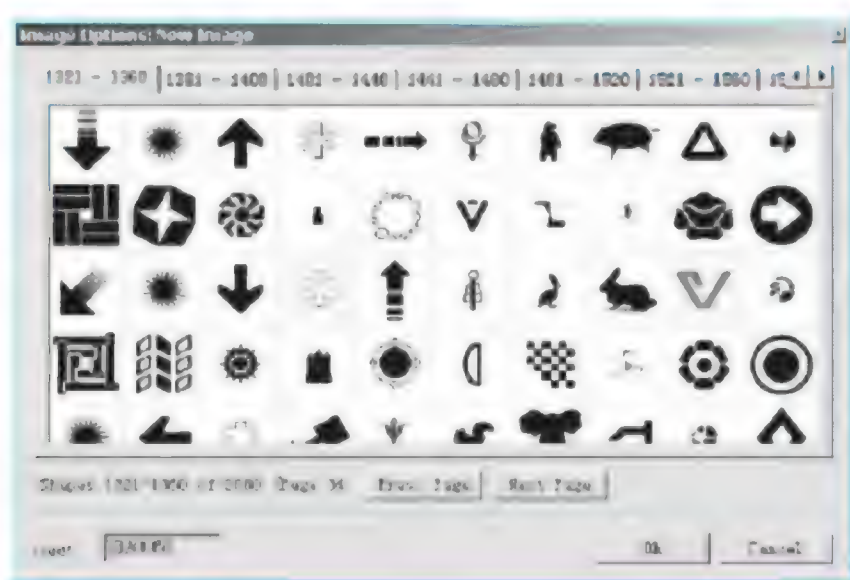 Image Options: New Image
1321 - 1360 | 1361 - 1400 | 1401 - 1440 | 1441 - 1480 | 1481 - 1520 | 1521 - 1560
Shapes 1321-1360 of 2000 Page 34 Prev. Page Next Page
Ok Cancel